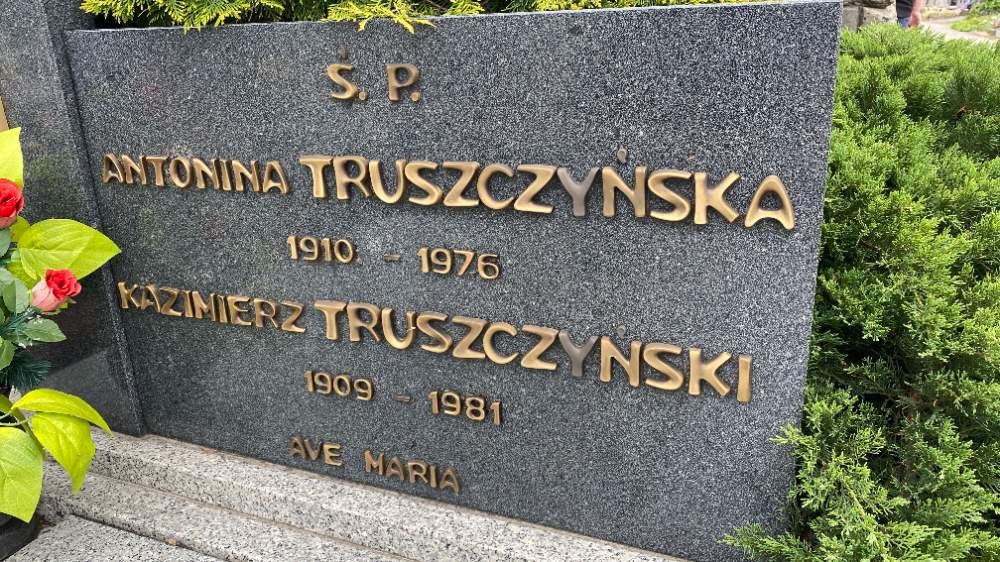 Ś. P.
ANTONINA TRUSZCZYŃSKA
1910 - 1976
KAZIMIERZ TRUSZCZYŃSKI
1909 - 1981
AVE MARIA